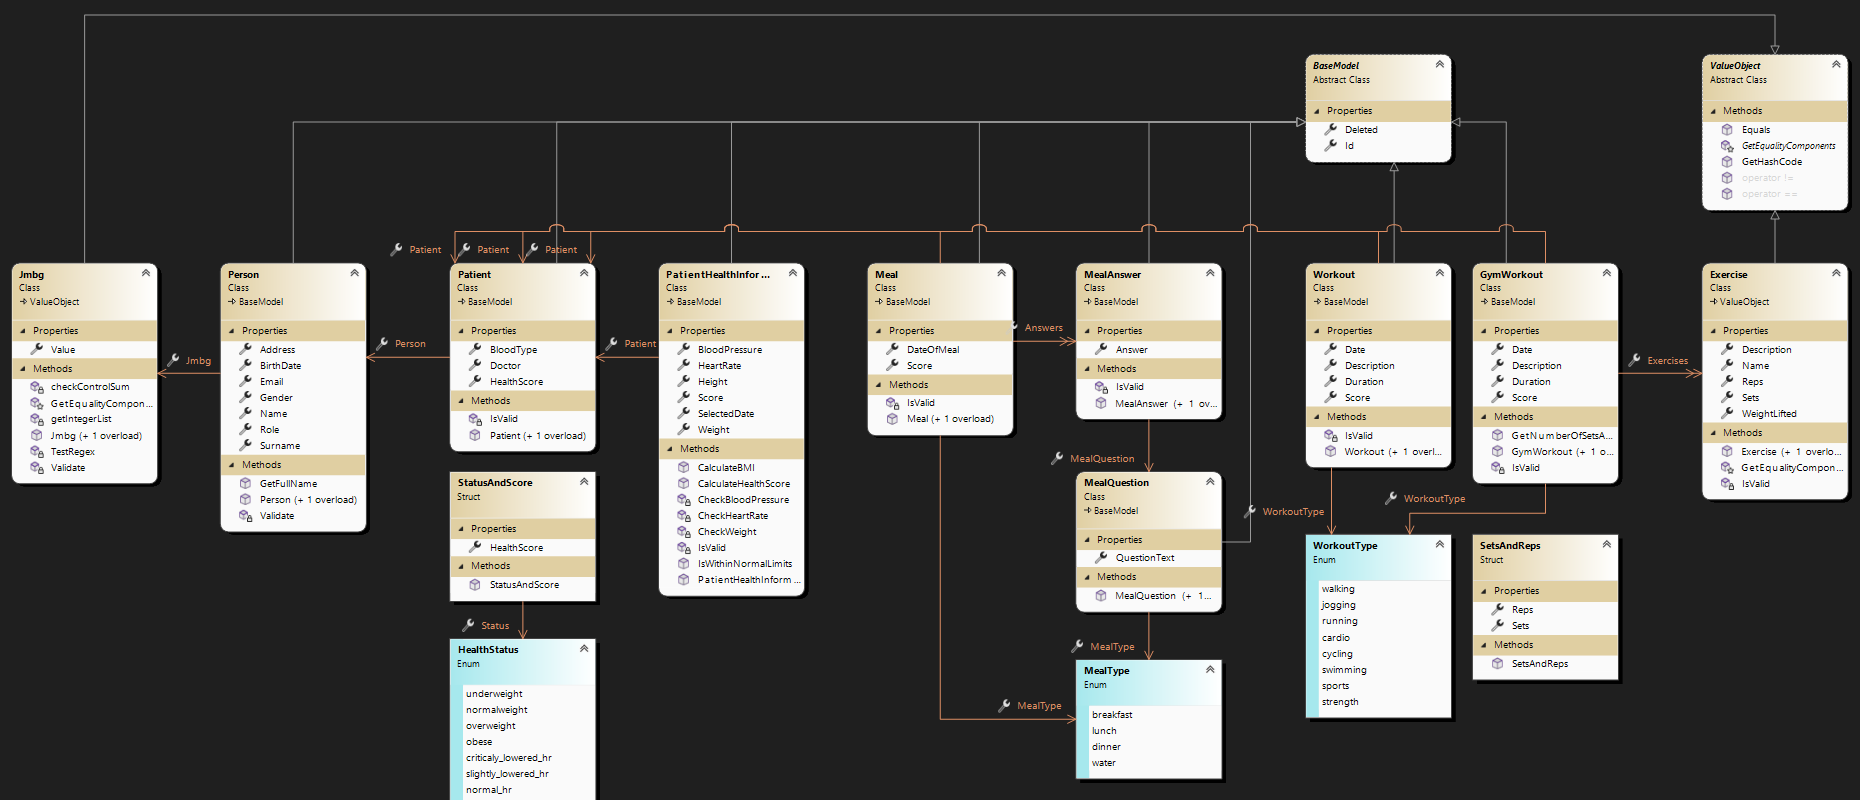 BaseModel
Abstract Class
Properties
Deleted
Id
ValueObject
Abstract Class
Methods
Equals
GetEqualityComponents
GetHashCode
operator !=
operator ==
Patient
Patient
Patient
Jmbg
Class
ValueObject
Properties
Value
Methods
checkControlSum
GetEqualityCompon...
getIntegerList
Jmbg (+ 1 overload)
TestRegex
Validate
Jmbg
Person
Class
BaseModel
Properties
Address
BirthDate
Email
Gender
Name
Role
Surname
Methods
GetFullName
Person (+ 1 overload)
Validate
Person
Patient
Class
BaseModel
Properties
BloodType
Doctor
HealthScore
Methods
IsValid
Patient (+ 1 overload)
Patient
StatusAndScore
Struct
Properties
HealthScore
Methods
StatusAndScore
Status
HealthStatus
Enum
underweight
normalweight
overweight
obese
criticaly_lowered_hr
slightly_lowered_hr
normal_hr
PatientHealthInfor...
Class
BaseModel
Properties
BloodPressure
HeartRate
Height
Score
SelectedDate
Weight
Methods
CalculateBMI
CalculateHealthScore
CheckBloodPressure
CheckHeartRate
CheckWeight
IsValid
IsWithinNormalLimits
PatientHealthInform...
Meal
Class
BaseModel
Properties
DateOfMeal
Score
Methods
IsValid
Meal (+ 1 overload)
Answers
MealAnswer
Class
BaseModel
Properties
Answer
Methods
IsValid
MealAnswer (+ 1 ov...
MealQuestion
MealQuestion
Class
BaseModel
Properties
QuestionText
Methods
MealQuestion (+ 1...
MealType
MealType
MealType
Enum
breakfast
lunch
dinner
water
Workout
Class
BaseModel
Properties
Date
Description
Duration
Score
Methods
IsValid
Workout (+ 1 overl...
WorkoutType
WorkoutType
WorkoutType
Enum
walking
jogging
running
cardio
cycling
swimming
sports
strength
GymWorkout
Class
BaseModel
Properties
Date
Description
Duration
Score
Methods
GetNumberOfSetsA...
GymWorkout (+ 1 o...
IsValid
Exercises
SetsAndReps
Struct
Properties
Reps
Sets
Methods
SetsAndReps
Exercise
Class
ValueObject
Properties
Description
Name
Reps
Sets
WeightLifted
Methods
Exercise (+ 1 overlo...
GetEqualityCompon...
IsValid